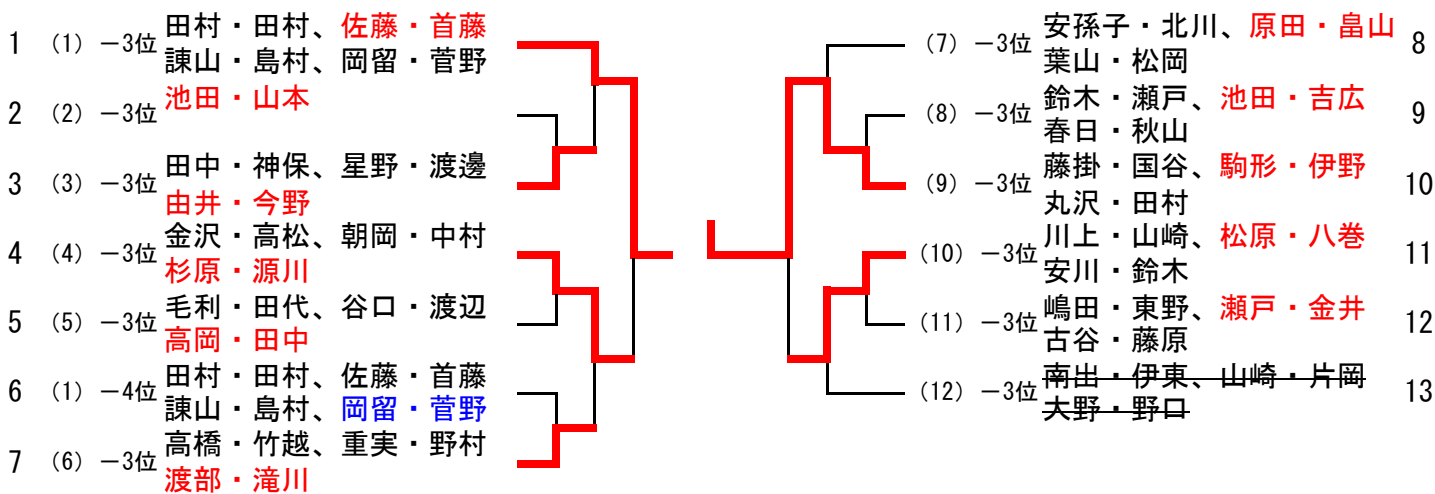 1 (1) －3位 田村・田村、佐藤・首藤
諌山・島村、岡留・菅野
2 (2) －3位 池田・山本
3 (3) －3位 田中・神保、星野・渡邊
由井・今野
4 (4) －3位 金沢・高松、朝岡・中村
杉原・源川
5 (5) －3位 毛利・田代、谷口・渡辺
高岡・田中
6 (1) －4位 田村・田村、佐藤・首藤
諌山・島村、岡留・菅野
7 (6) －3位 高橋・竹越、重実・野村
渡部・滝川
(7) －3位 安孫子・北川、原田・畠山 8
葉山・松岡
(8) －3位 鈴木・瀬戸、池田・吉広 9
春日・秋山
(9) －3位 藤掛・国谷、駒形・伊野 10
丸沢・田村
(10) －3位 川上・山崎、松原・八巻 11
安川・鈴木
(11) －3位 嶋田・東野、瀬戸・金井 12
古谷・藤原
(12) －3位 南出・伊東、山崎・片岡 13
大野・野口